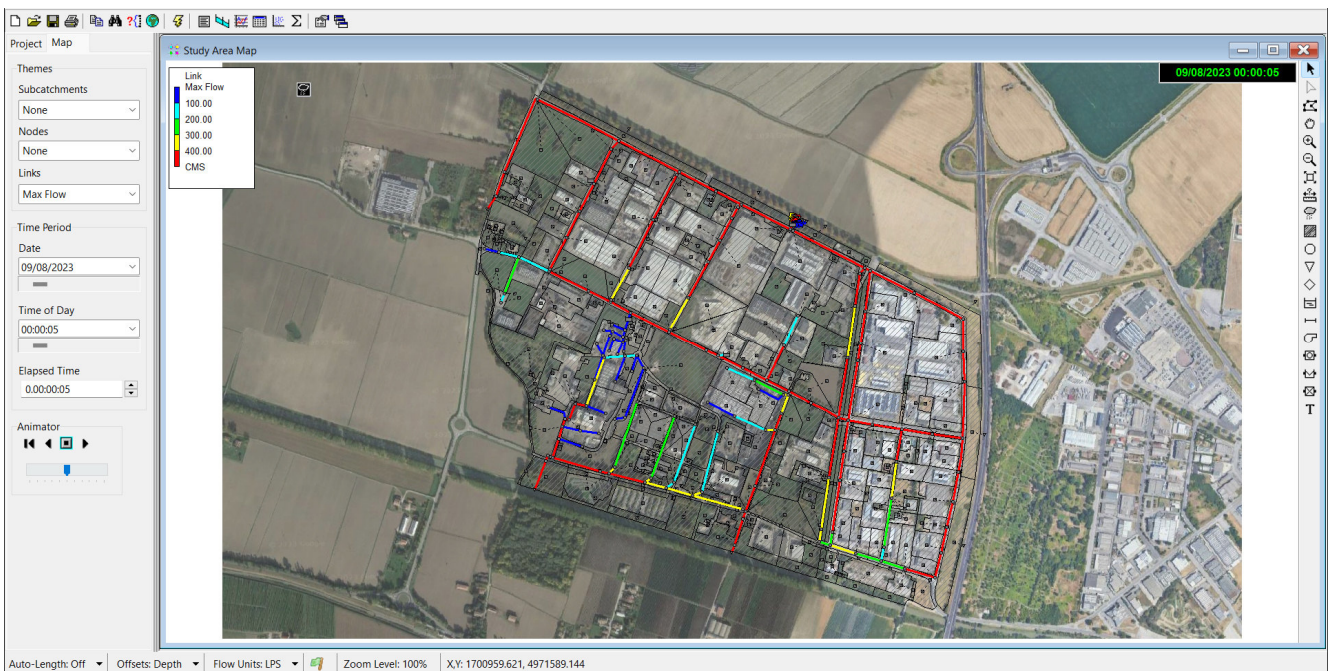 Project Map
Study Area Map
Themes
Subcatchments
None
Nodes
None
Links
Max Flow
Time Period
Date
09/08/2023
Time of Day
00:00:05
Elapsed Time
0.00:00:05
Animator
Link
Max Flow
100.00
200.00
300.00
400.00
CMS
09/08/2023 00:00:05
T
Auto-Length: Off Offsets: Depth Flow Units: LPS Zoom Level: 100% X,Y: 1700959.621, 4971589.144